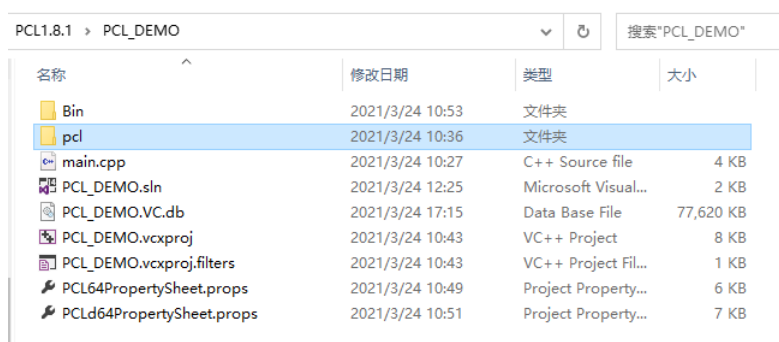 PCL1.8.1 › PCL_DEMO 搜索"PCL_DEMO"
名称 修改日期 类型 大小
Bin 2021/3/24 10:53 文件夹
pcl 2021/3/24 10:36 文件夹
main.cpp 2021/3/24 10:27 C++ Source file 4 KB
PCL_DEMO.sln 2021/3/24 12:25 Microsoft Visual... 2 KB
PCL_DEMO.VC.db 2021/3/24 17:15 Data Base File 77,620 KB
PCL_DEMO.vcxproj 2021/3/24 10:43 VC++ Project 8 KB
PCL_DEMO.vcxproj.filters 2021/3/24 10:43 VC++ Project Fil... 1 KB
PCL64PropertySheet.props 2021/3/24 10:49 Project Property... 6 KB
PCLd64PropertySheet.props 2021/3/24 10:51 Project Property... 7 KB